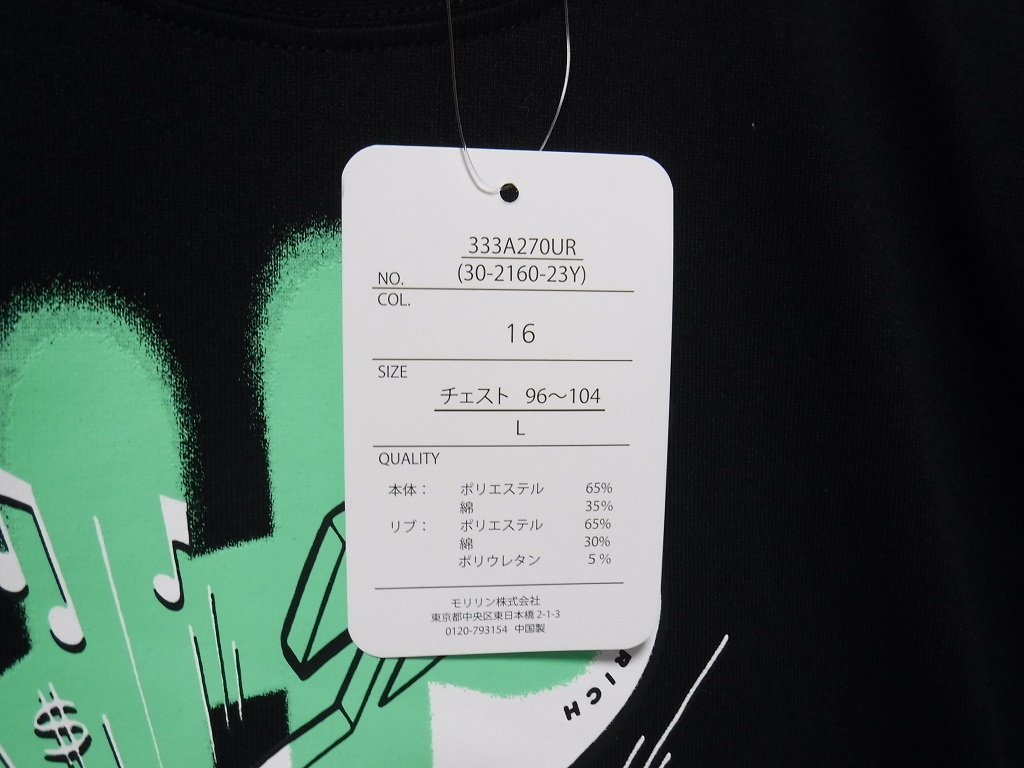 333A270UR
NO. (30-2160-23Y)
COL.
16
SIZE
チェスト 96～104
L
QUALITY
本体： ポリエステル 65%
綿 35%
リブ： ポリエステル 65%
綿 30%
ポリウレタン 5%
モリリン株式会社
東京都中央区東日本橋 2-1-3
0120-793154 中国製
RICH
$